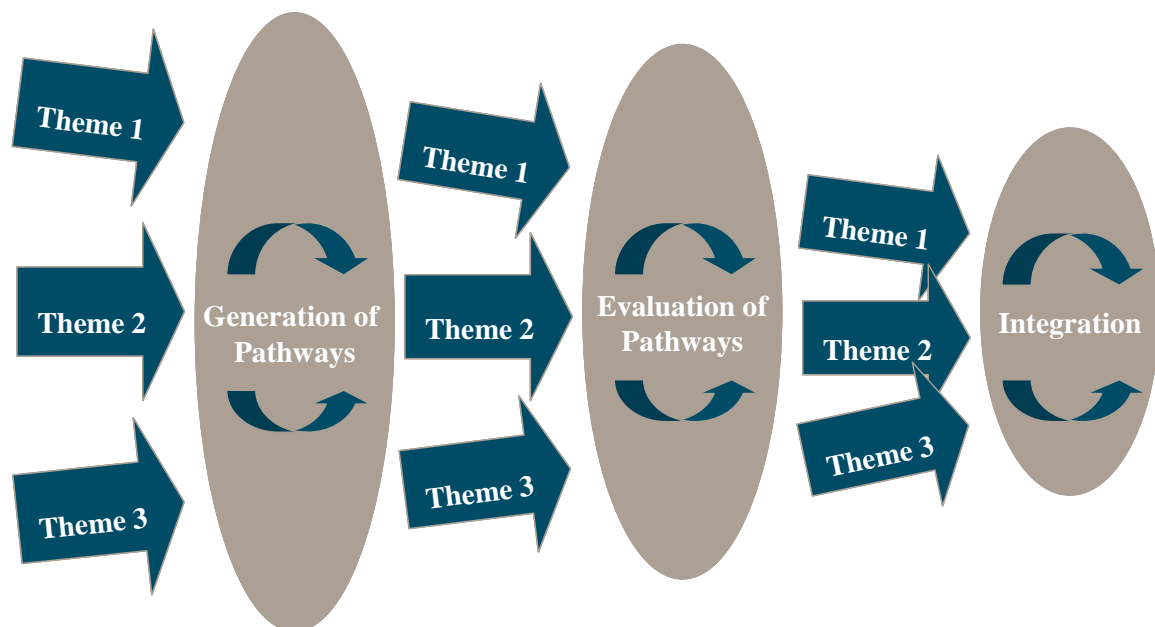 Theme 1
Theme 2
Theme 3
Generation of
Pathways
Theme 1
Theme 2
Theme 3
Evaluation of
Pathways
Theme 1
Theme 2
Theme 3
Integration